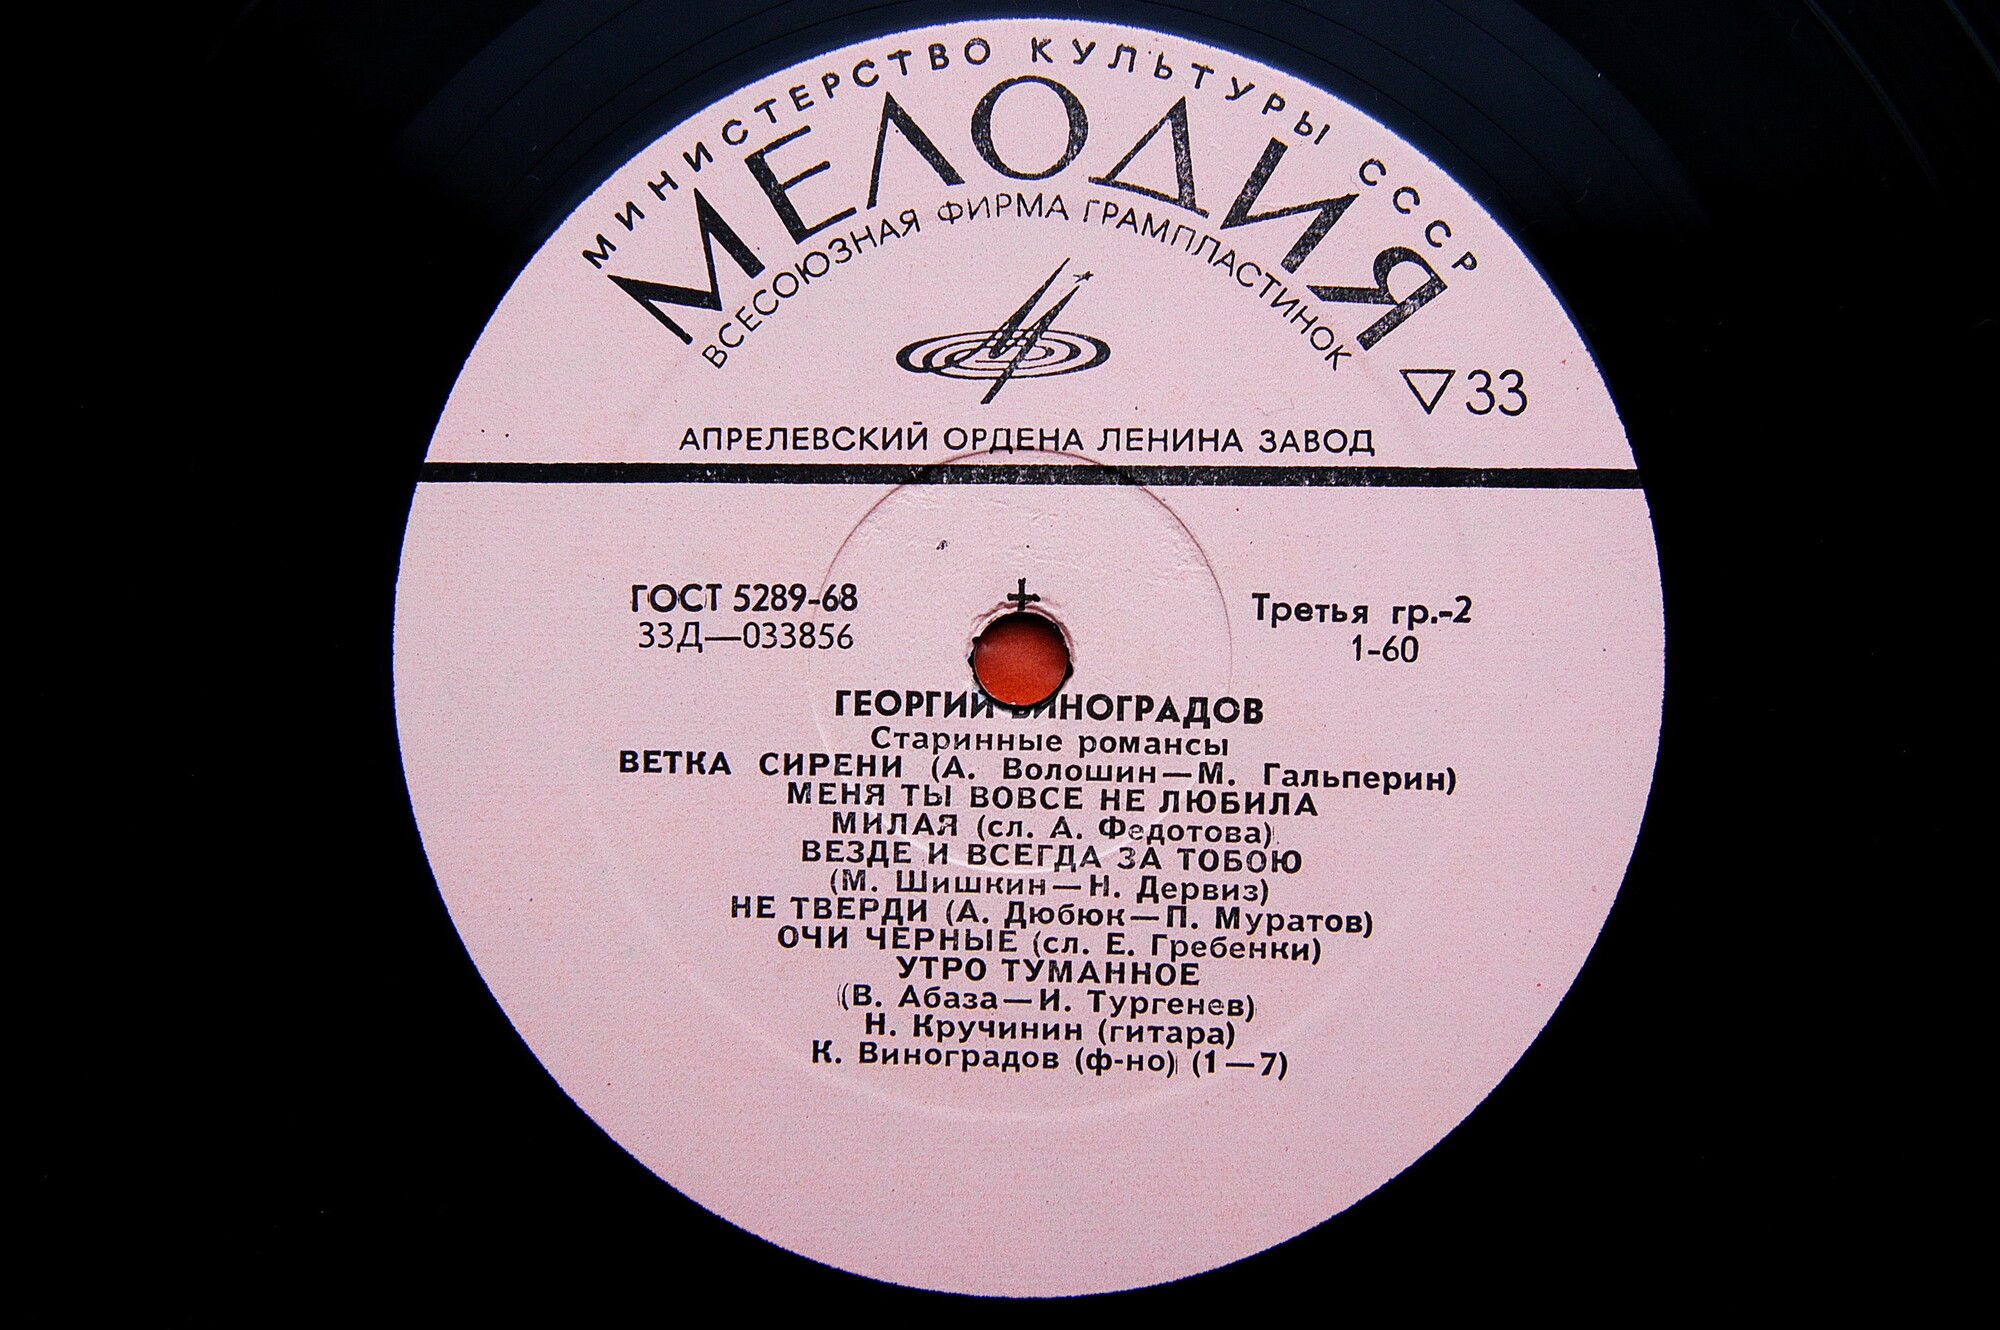 МИНИСТЕРСТВО КУЛЬТУРЫ СССР
МЕЛОДИЯ
ВСЕСОЮЗНАЯ ФИРМА ГРАМПЛАСТИНОК
33
АПРЕЛЕВСКИЙ ОРДЕНА ЛЕНИНА ЗАВОД
ГОСТ 5289-68
33Д—033856
Третья гр.-2
1-60
ГЕОРГИЙ ВИНОГРАДОВ
Старинные романсы
ВЕТКА СИРЕНИ (А. Волошин—М. Гальперин)
МЕНЯ ТЫ ВОВСЕ НЕ ЛЮБИЛА
МИЛАЯ (сл. А. Федотова)
ВЕЗДЕ И ВСЕГДА ЗА ТОБОЮ
(М. Шишкин—Н. Дервиз)
НЕ ТВЕРДИ (А. Дюбюк—П. Муратов)
ОЧИ ЧЕРНЫЕ (сл. Е. Гребенки)
УТРО ТУМАННОЕ
(В. Абаза—И. Тургенев)
Н. Кручинин (гитара)
К. Виноградов (ф-но) (1—7)